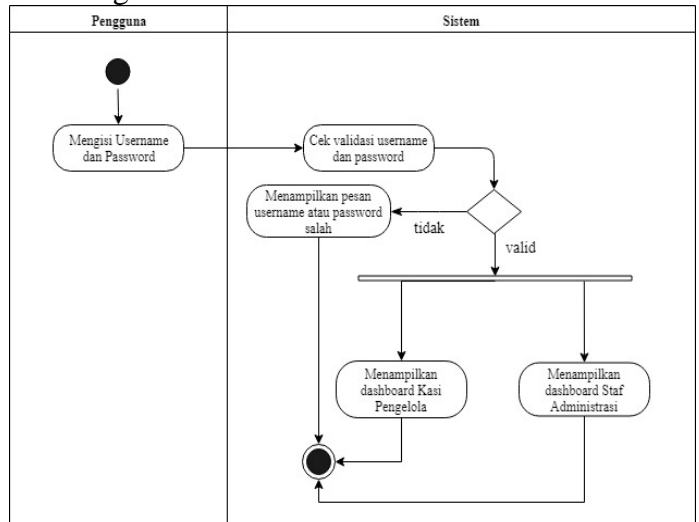 Pengguna
Sistem
Mengisi Username
dan Password
Cek validasi username
dan password
Menampilkan pesan
username atau password
salah
tidak
valid
Menampilkan
dashboard Kasi
Pengelola
Menampilkan
dashboard Staf
Administrasi